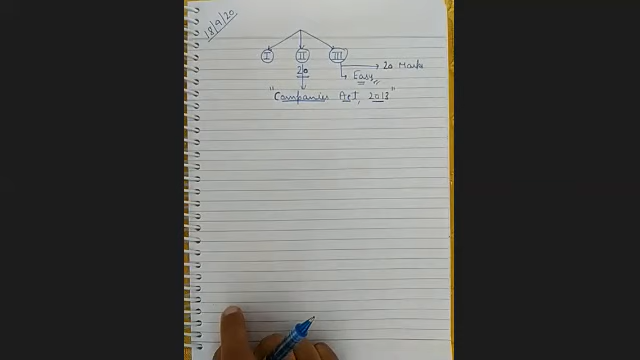 18/9/20
I II III
20 → 20 Marks
Easy
"Companies Act, 2013"